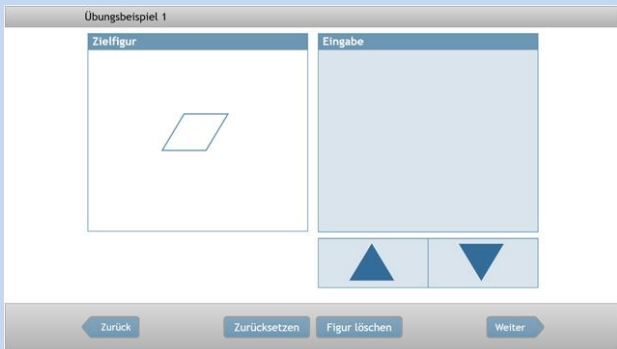 Übungsbeispiel 1
Zielfigur
Eingabe
Zurück
Zurücksetzen
Figur löschen
Weiter